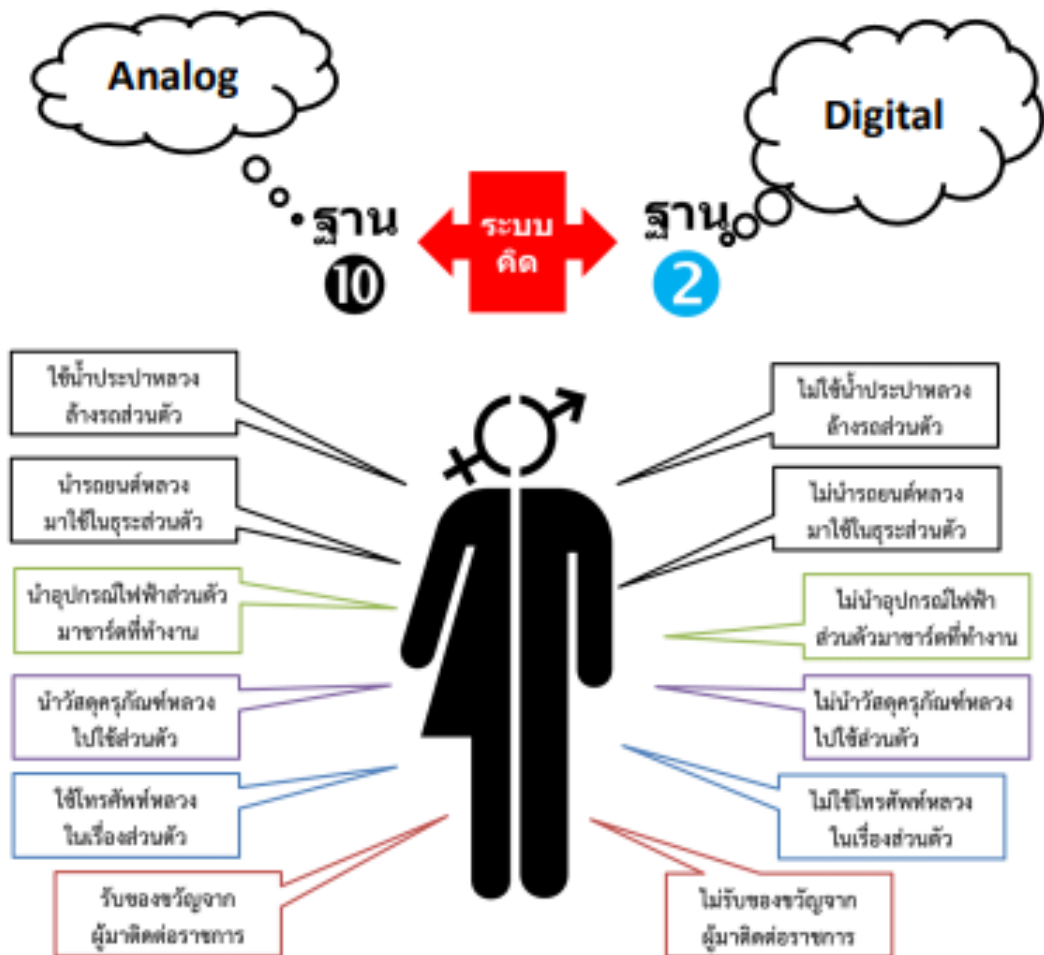 Analog
Digital
ฐาน
10
ระบบ
คิด
ฐาน
2
ใช้น้ำประปาหลวง
ล้างรถส่วนตัว
นำรถยนต์หลวง
มาใช้ในธุระส่วนตัว
นำอุปกรณ์ไฟฟ้าส่วนตัว
มาชาร์ตที่ทำงาน
นำวัสดุครุภัณฑ์หลวง
ไปใช้ส่วนตัว
ใช้โทรศัพท์หลวง
ในเรื่องส่วนตัว
รับของขวัญจาก
ผู้มาติดต่อราชการ
ไม่ใช้น้ำประปาหลวง
ล้างรถส่วนตัว
ไม่นำรถยนต์หลวง
มาใช้ในธุระส่วนตัว
ไม่นำอุปกรณ์ไฟฟ้า
ส่วนตัวมาชาร์ตที่ทำงาน
ไม่นำวัสดุครุภัณฑ์หลวง
ไปใช้ส่วนตัว
ไม่ใช้โทรศัพท์หลวง
ในเรื่องส่วนตัว
ไม่รับของขวัญจาก
ผู้มาติดต่อราชการ